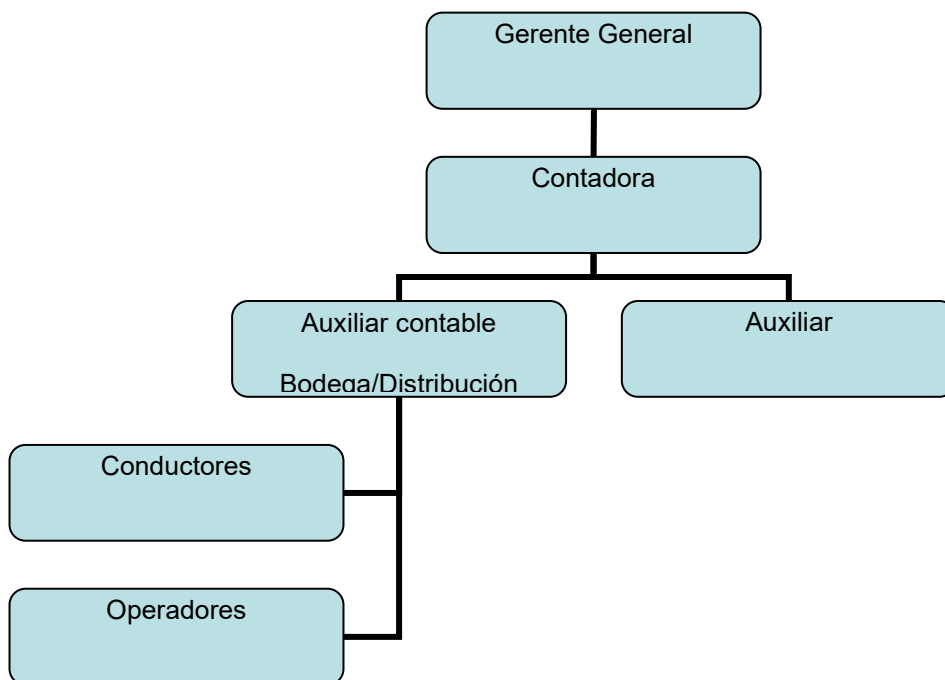 Gerente General
Contadora
Auxiliar contable
Auxiliar
Bodega/Distribución
Conductores
Operadores